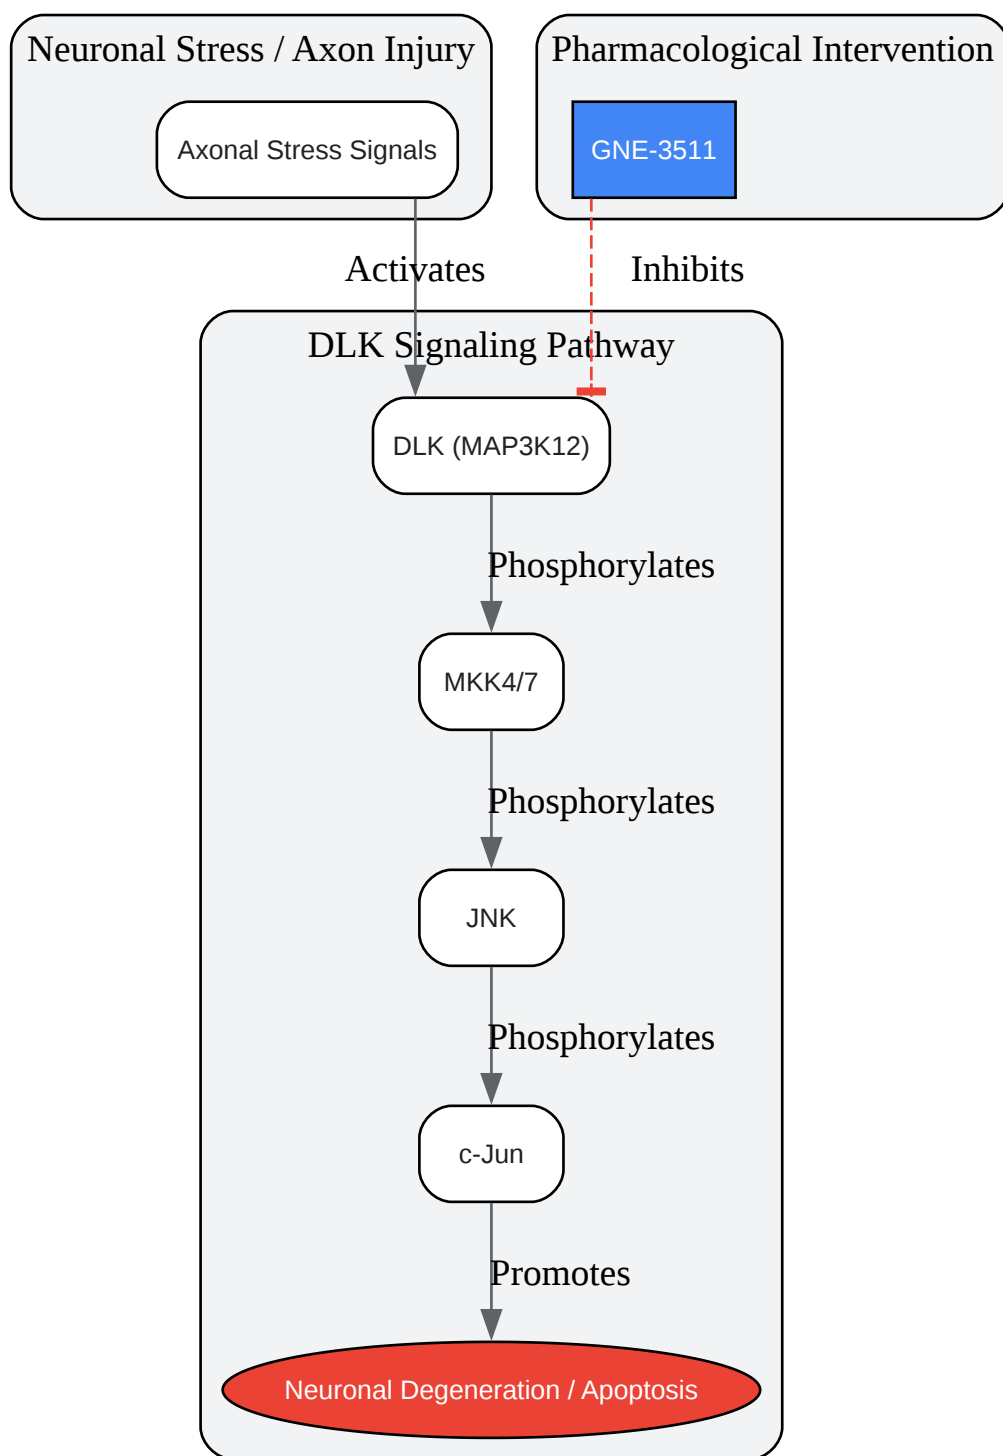 Neuronal Stress / Axon Injury
Pharmacological Intervention
Axonal Stress Signals
GNE-3511
Activates
Inhibits
DLK Signaling Pathway
DLK (MAP3K12)
Phosphorylates
MKK4/7
Phosphorylates
JNK
Phosphorylates
c-Jun
Promotes
Neuronal Degeneration / Apoptosis